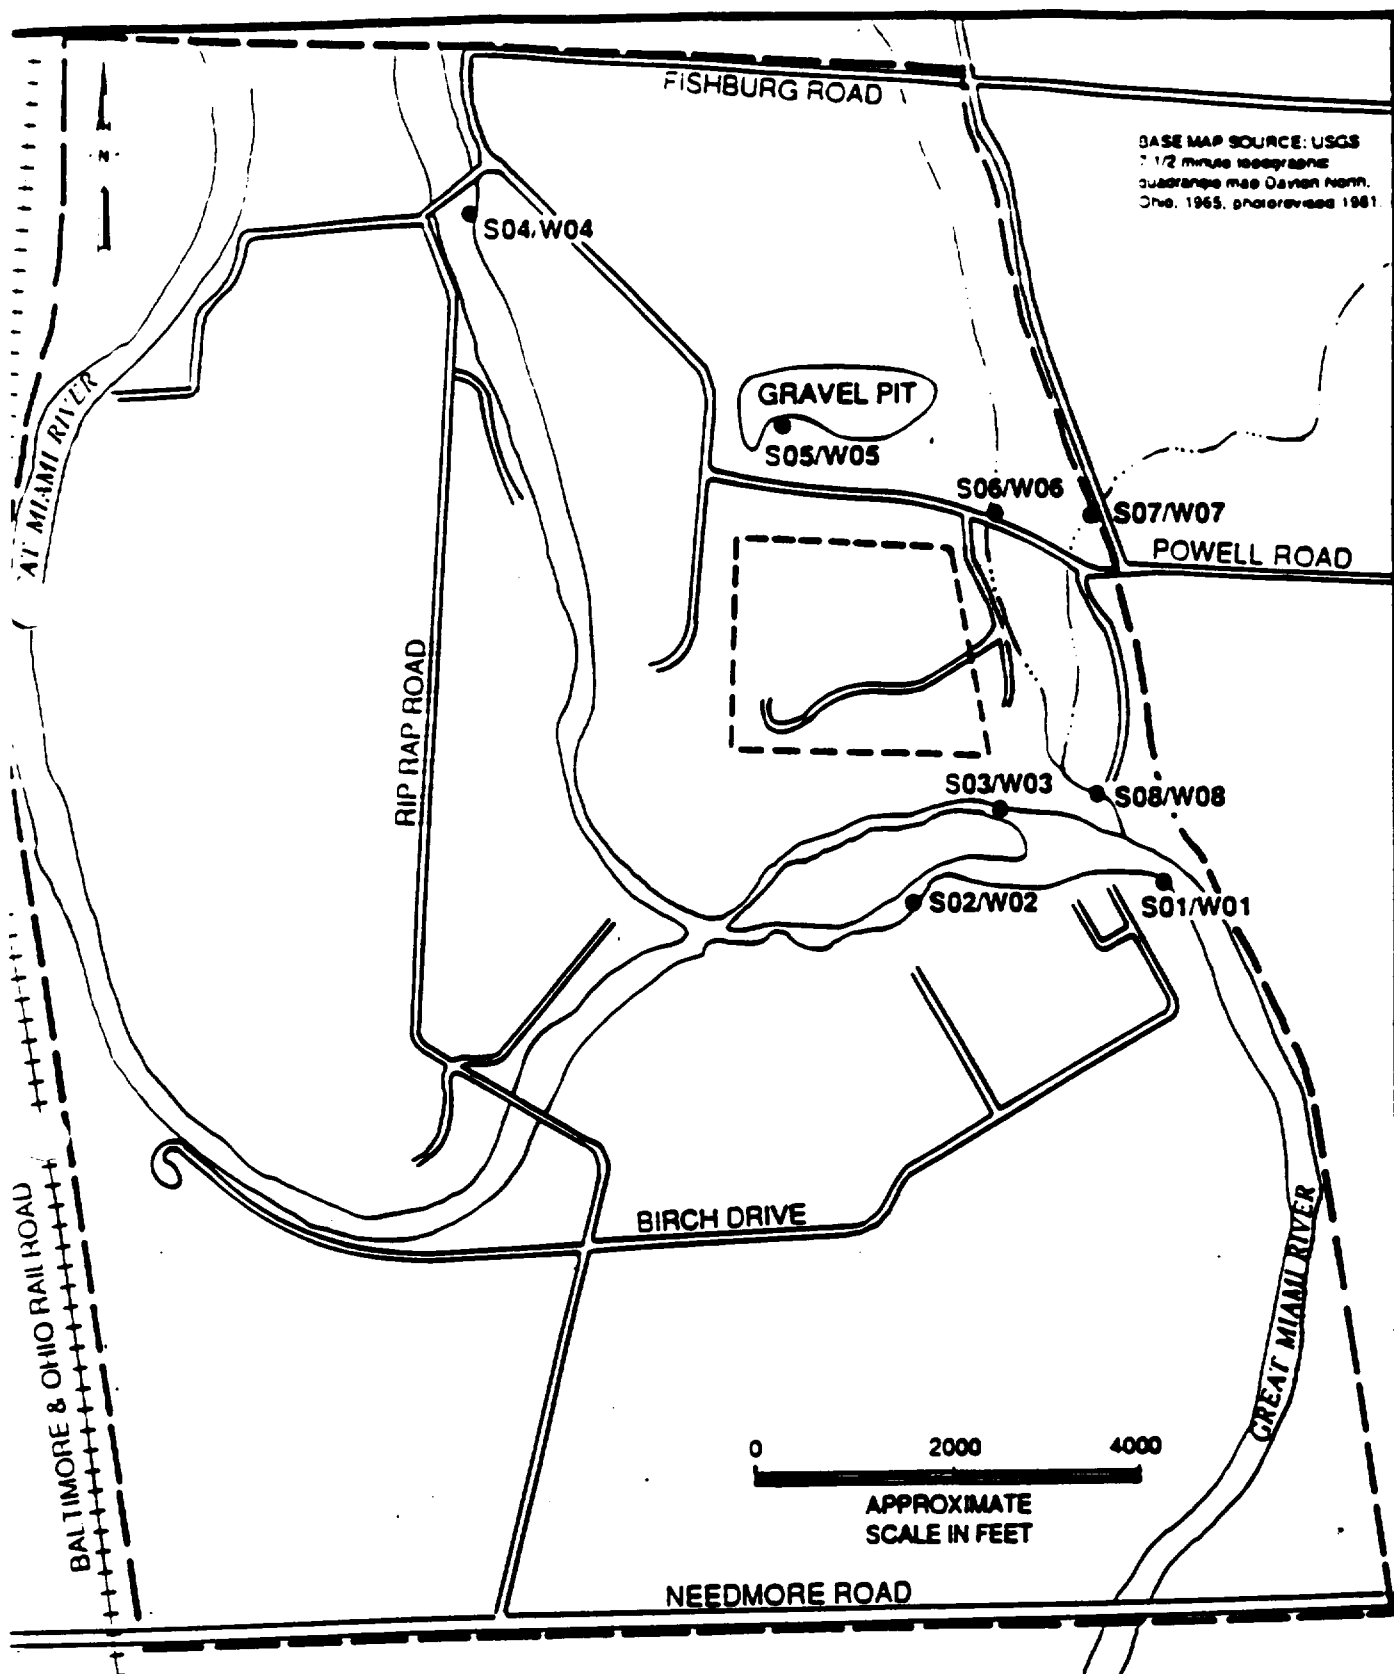 FISHBURG ROAD
BASE MAP SOURCE: USGS
7 1/2 minute topographic
quadrangle map Dayton North,
Ohio, 1965, photorevised 1981.
N
S04/W04
GRAVEL PIT
S05/W05
S06/W06
S07/W07
POWELL ROAD
AT MIAMI RIVER
RIP RAP ROAD
S03/W03
S08/W08
S02/W02
S01/W01
BIRCH DRIVE
GREAT MIAMI RIVER
BALTIMORE & OHIO RAILROAD
0 2000 4000
APPROXIMATE
SCALE IN FEET
NEEDMORE ROAD